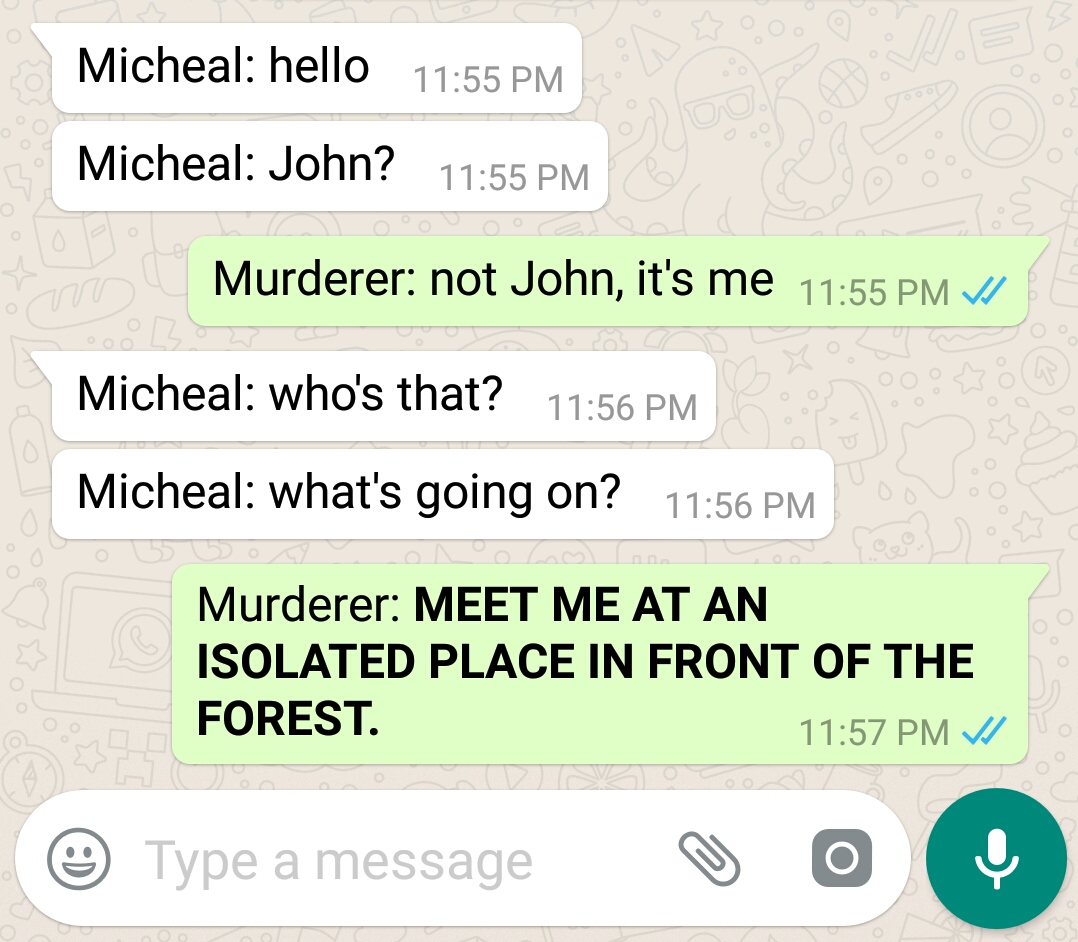 Micheal: hello 11:55 PM
Micheal: John? 11:55 PM
Murderer: not John, it's me 11:55 PM
Micheal: who's that? 11:56 PM
Micheal: what's going on? 11:56 PM
Murderer: MEET ME AT AN
ISOLATED PLACE IN FRONT OF THE
FOREST. 11:57 PM
Type a message